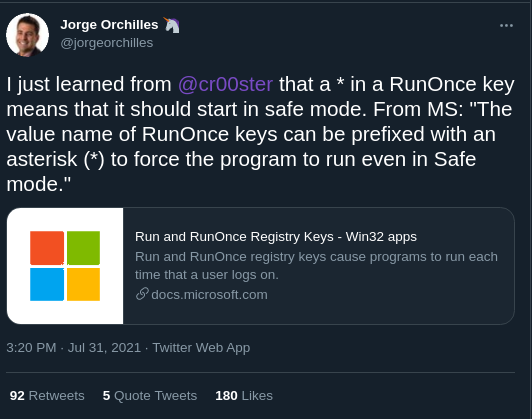 Jorge Orchilles 🦄
@jorgeorchilles
I just learned from @cr00ster that a * in a RunOnce key
means that it should start in safe mode. From MS: "The
value name of RunOnce keys can be prefixed with an
asterisk (*) to force the program to run even in Safe
mode."
Run and RunOnce Registry Keys - Win32 apps
Run and RunOnce registry keys cause programs to run each
time that a user logs on.
docs.microsoft.com
3:20 PM · Jul 31, 2021 · Twitter Web App
92 Retweets 5 Quote Tweets 180 Likes